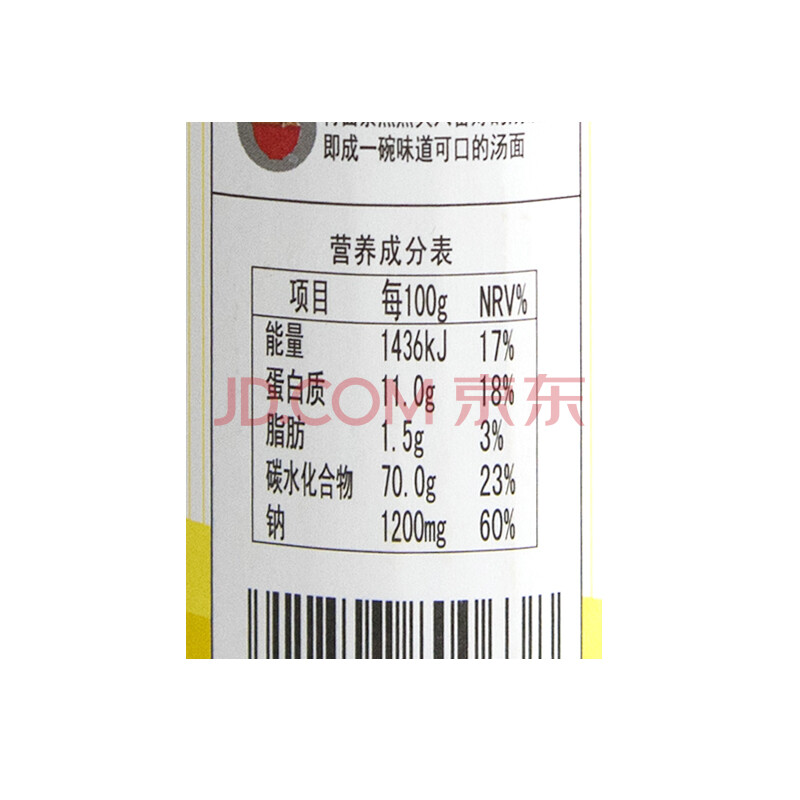 即成一碗味道可口的汤面
营养成分表
项目 每100g NRV%
能量 1436kJ 17%
蛋白质 11.0g 18%
JD.COM 京东
脂肪 1.5g 3%
碳水化合物 70.0g 23%
钠 1200mg 60%